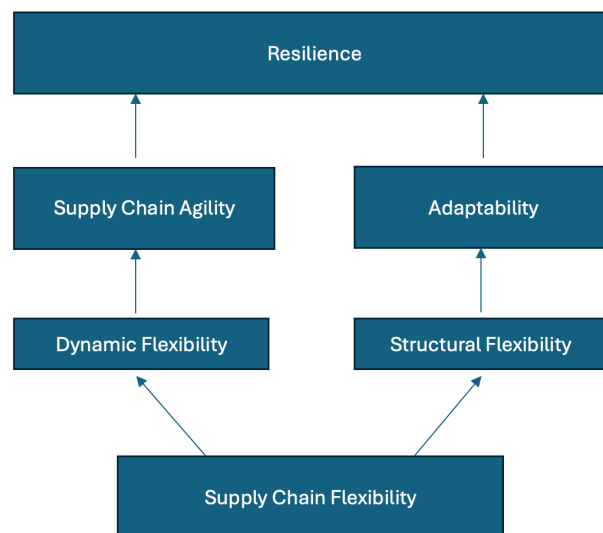 Resilience
Supply Chain Agility
Adaptability
Dynamic Flexibility
Structural Flexibility
Supply Chain Flexibility